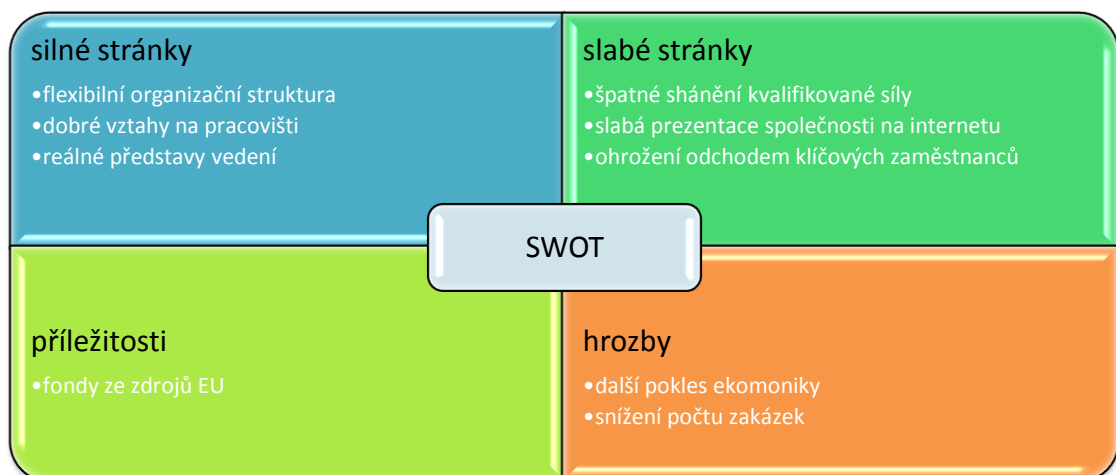 silné stránky
•flexibilní organizační struktura
•dobré vztahy na pracovišti
•reálné představy vedení
slabé stránky
•špatné shánění kvalifikované síly
•slabá prezentace společnosti na internetu
•ohrožení odchodem klíčových zaměstnanců
SWOT
příležitosti
•fondy ze zdrojů EU
hrozby
•další pokles ekomoniky
•snížení počtu zakázek